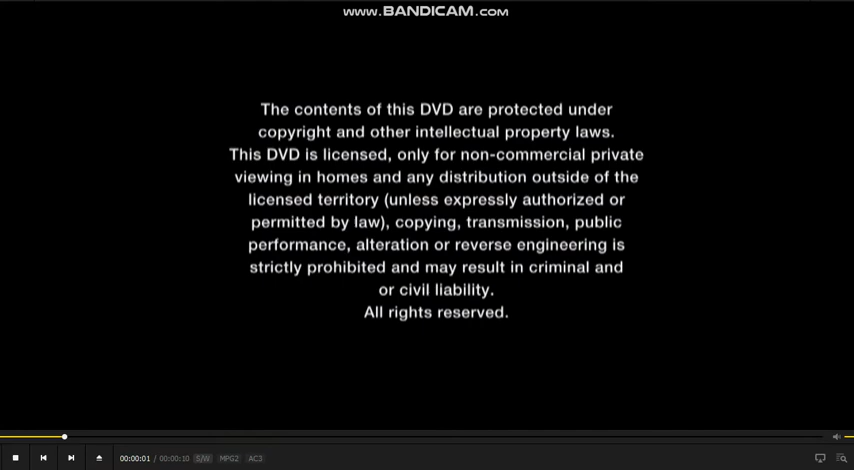 www.BANDICAM.com
The contents of this DVD are protected under
copyright and other intellectual property laws.
This DVD is licensed, only for non-commercial private
viewing in homes and any distribution outside of the
licensed territory (unless expressly authorized or
permitted by law), copying, transmission, public
performance, alteration or reverse engineering is
strictly prohibited and may result in criminal and
or civil liability.
All rights reserved.
00:00:01 / 00:00:10 S/W MPG2 AC3